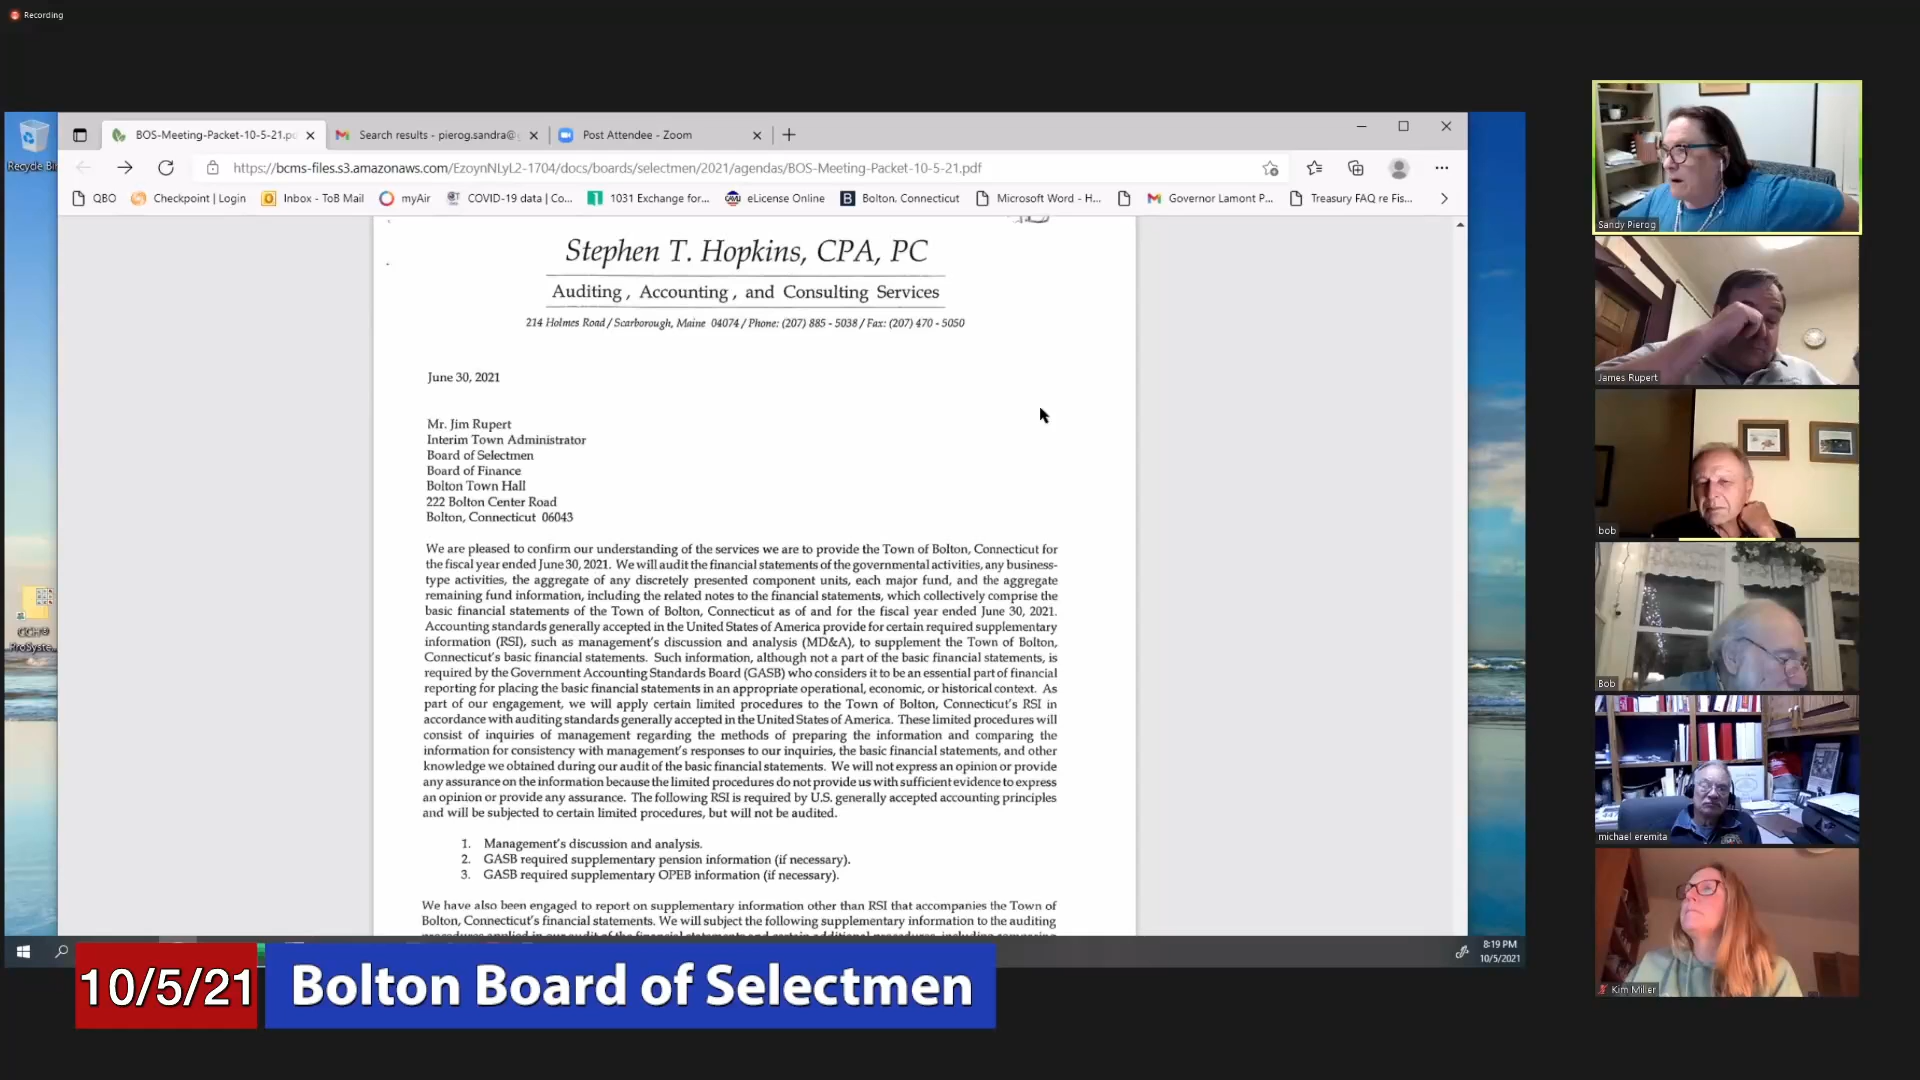 Recording
Recycle Bin
BOS-Meeting-Packet-10-5-21.p
Search results - pierog.sandra@
Post Attendee - Zoom
https://bcms-files.s3.amazonaws.com/EzoynNLyL2-1704/docs/boards/selectmen/2021/agendas/BOS-Meeting-Packet-10-5-21.pdf
QBO
Checkpoint | Login
Inbox - ToB Mail
myAir
COVID-19 data | Co...
1031 Exchange for...
eLicense Online
Bolton, Connecticut
Microsoft Word - H...
Governor Lamont P...
Treasury FAQ re Fis...
Stephen T. Hopkins, CPA, PC
Auditing, Accounting, and Consulting Services
214 Holmes Road / Scarborough, Maine 04074 / Phone: (207) 885 - 5038 / Fax: (207) 470 - 5050
June 30, 2021
Mr. Jim Rupert
Interim Town Administrator
Board of Selectmen
Board of Finance
Bolton Town Hall
222 Bolton Center Road
Bolton, Connecticut 06043
We are pleased to confirm our understanding of the services we are to provide the Town of Bolton, Connecticut for
the fiscal year ended June 30, 2021. We will audit the financial statements of the governmental activities, any business-
type activities, the aggregate of any discretely presented component units, each major fund, and the aggregate
remaining fund information, including the related notes to the financial statements, which collectively comprise the
basic financial statements of the Town of Bolton, Connecticut as of and for the fiscal year ended June 30, 2021.
Accounting standards generally accepted in the United States of America provide for certain required supplementary
information (RSI), such as management's discussion and analysis (MD&A), to supplement the Town of Bolton,
Connecticut's basic financial statements. Such information, although not a part of the basic financial statements, is
required by the Government Accounting Standards Board (GASB) who considers it to be an essential part of financial
reporting for placing the basic financial statements in an appropriate operational, economic, or historical context. As
part of our engagement, we will apply certain limited procedures to the Town of Bolton, Connecticut's RSI in
accordance with auditing standards generally accepted in the United States of America. These limited procedures will
consist of inquiries of management regarding the methods of preparing the information and comparing the
information for consistency with management's responses to our inquiries, the basic financial statements, and other
knowledge we obtained during our audit of the basic financial statements. We will not express an opinion or provide
any assurance on the information because the limited procedures do not provide us with sufficient evidence to express
an opinion or provide any assurance. The following RSI is required by U.S. generally accepted accounting principles
and will be subjected to certain limited procedures, but will not be audited.
1. Management's discussion and analysis.
2. GASB required supplementary pension information (if necessary).
3. GASB required supplementary OPEB information (if necessary).
We have also been engaged to report on supplementary information other than RSI that accompanies the Town of
Bolton, Connecticut's financial statements. We will subject the following supplementary information to the auditing
procedures applied in our audit of the financial statements and certain additional procedures, including comparing
CCH®
ProSyste...
8:19 PM
10/5/2021
10/5/21
Bolton Board of Selectmen
Sandy Pierog
James Rupert
bob
Bob
michael eremita
Kim Miller